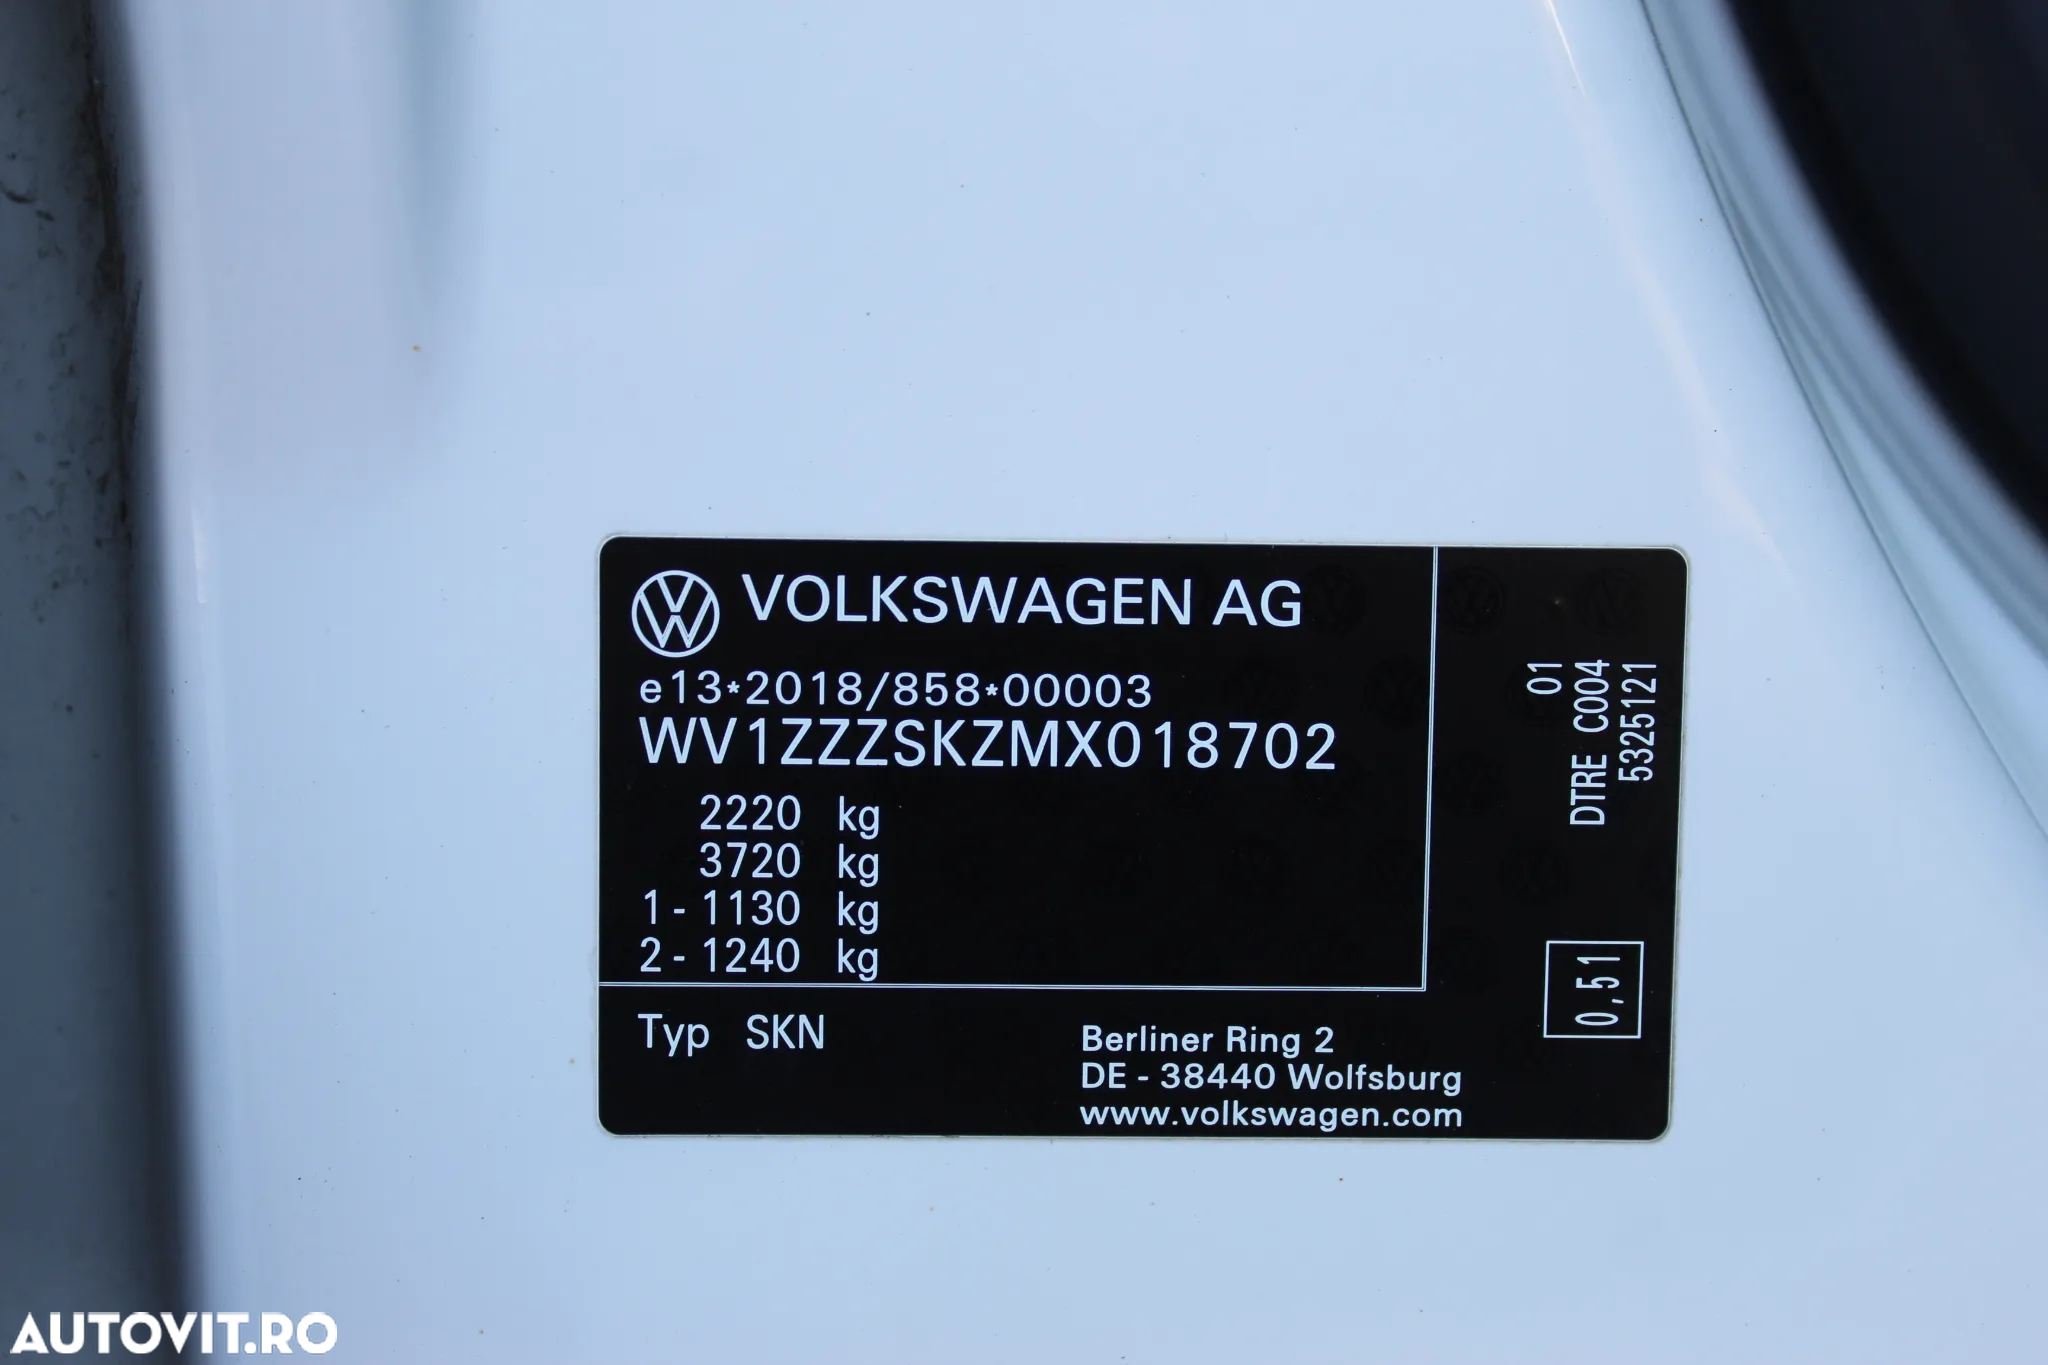 VOLKSWAGEN AG
e13*2018/858*00003
WV1ZZZSKZMX018702
2220 kg
3720 kg
1 - 1130 kg
2 - 1240 kg
Typ SKN
Berliner Ring 2
DE - 38440 Wolfsburg
www.volkswagen.com
01
DTRE C004
5325121
0,51
AUTOVIT.RO